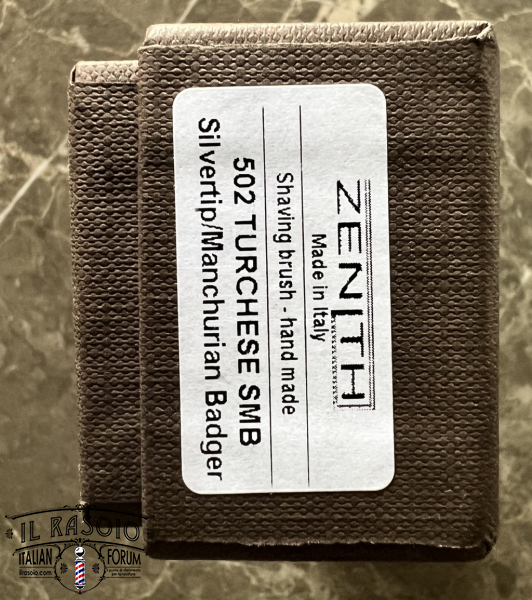 ZENITH
Made in Italy
Shaving brush - hand made
502 TURCHESE SMB
Silvertip/Manchurian Badger
IL RASOIO
ITALIAN FORUM
ilrasoio.com